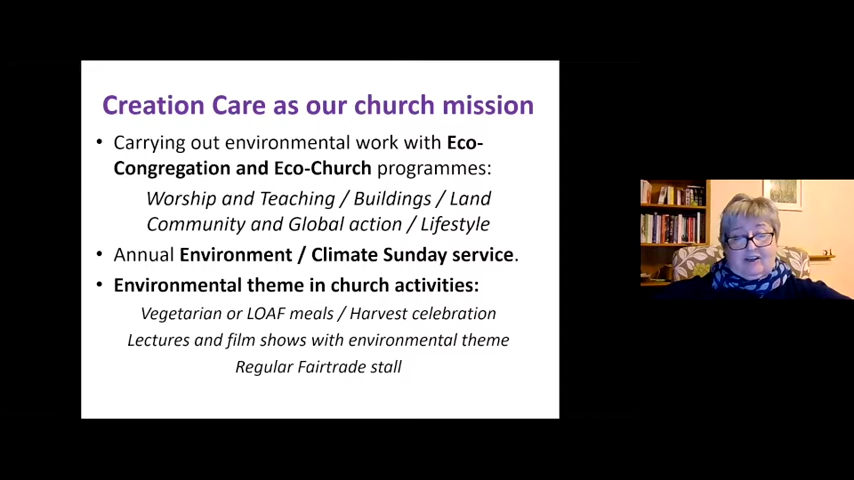 Creation Care as our church mission
• Carrying out environmental work with Eco-
Congregation and Eco-Church programmes:
Worship and Teaching / Buildings / Land
Community and Global action / Lifestyle
• Annual Environment / Climate Sunday service.
• Environmental theme in church activities:
Vegetarian or LOAF meals / Harvest celebration
Lectures and film shows with environmental theme
Regular Fairtrade stall